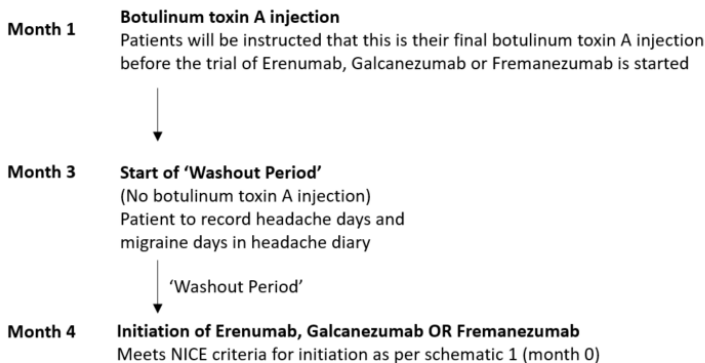 Month 1 Botulinum toxin A injection
Patients will be instructed that this is their final botulinum toxin A injection
before the trial of Erenumab, Galcanezumab or Fremanezumab is started
Month 3 Start of ‘Washout Period’
(No botulinum toxin A injection)
Patient to record headache days and
migraine days in headache diary
‘Washout Period’
Month 4 Initiation of Erenumab, Galcanezumab OR Fremanezumab
Meets NICE criteria for initiation as per schematic 1 (month 0)